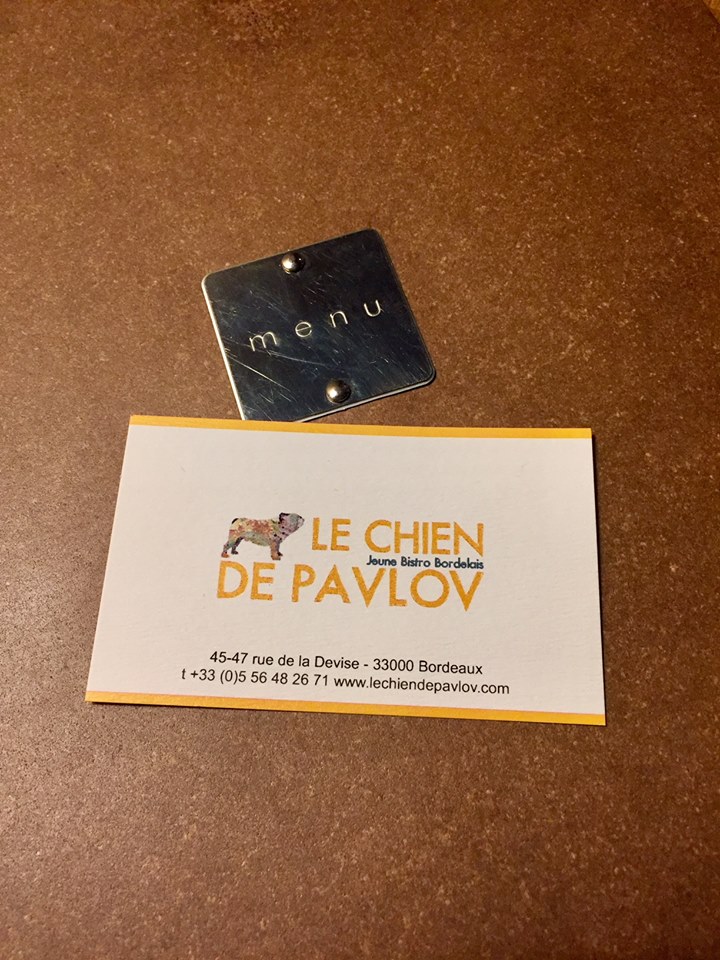 menu
LE CHIEN
Jeune Bistro Bordelais
DE PAVLOV
45-47 rue de la Devise - 33000 Bordeaux
t +33 (0)5 56 48 26 71 www.lechiendepavlov.com